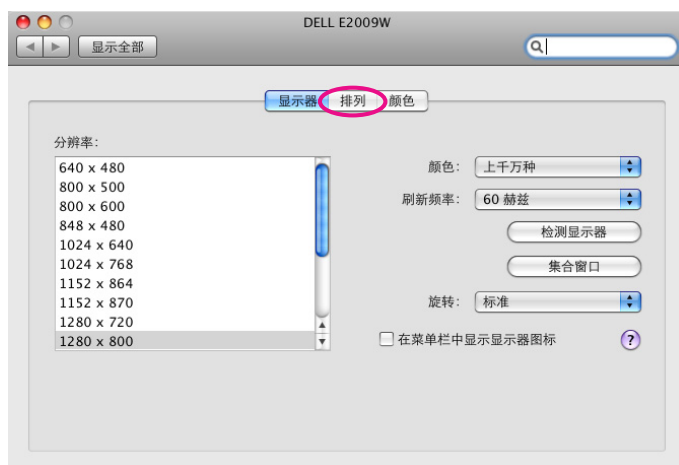 DELL E2009W
显示全部
显示器 排列 颜色
分辨率:
640 x 480
800 x 500
800 x 600
848 x 480
1024 x 640
1024 x 768
1152 x 864
1152 x 870
1280 x 720
1280 x 800
颜色: 上千万种
刷新频率: 60 赫兹
检测显示器
集合窗口
旋转: 标准
在菜单栏中显示显示器图标 ?